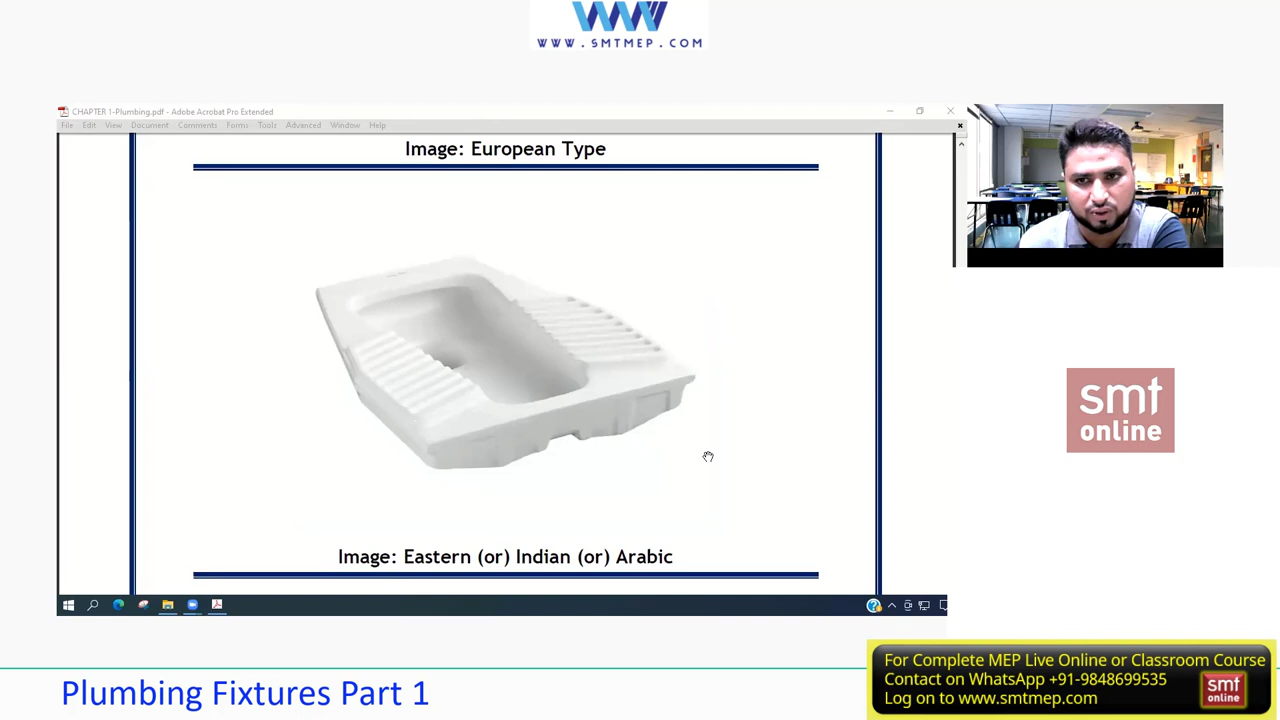 WWW.SMTMEP.COM
CHAPTER 1-Plumbing.pdf - Adobe Acrobat Pro Extended
File Edit View Document Comments Forms Tools Advanced Window Help
Image: European Type
Image: Eastern (or) Indian (or) Arabic
smt
online
Plumbing Fixtures Part 1
For Complete MEP Live Online or Classroom Course
Contact on WhatsApp +91-9848699535
Log on to www.smtmep.com
smt
online